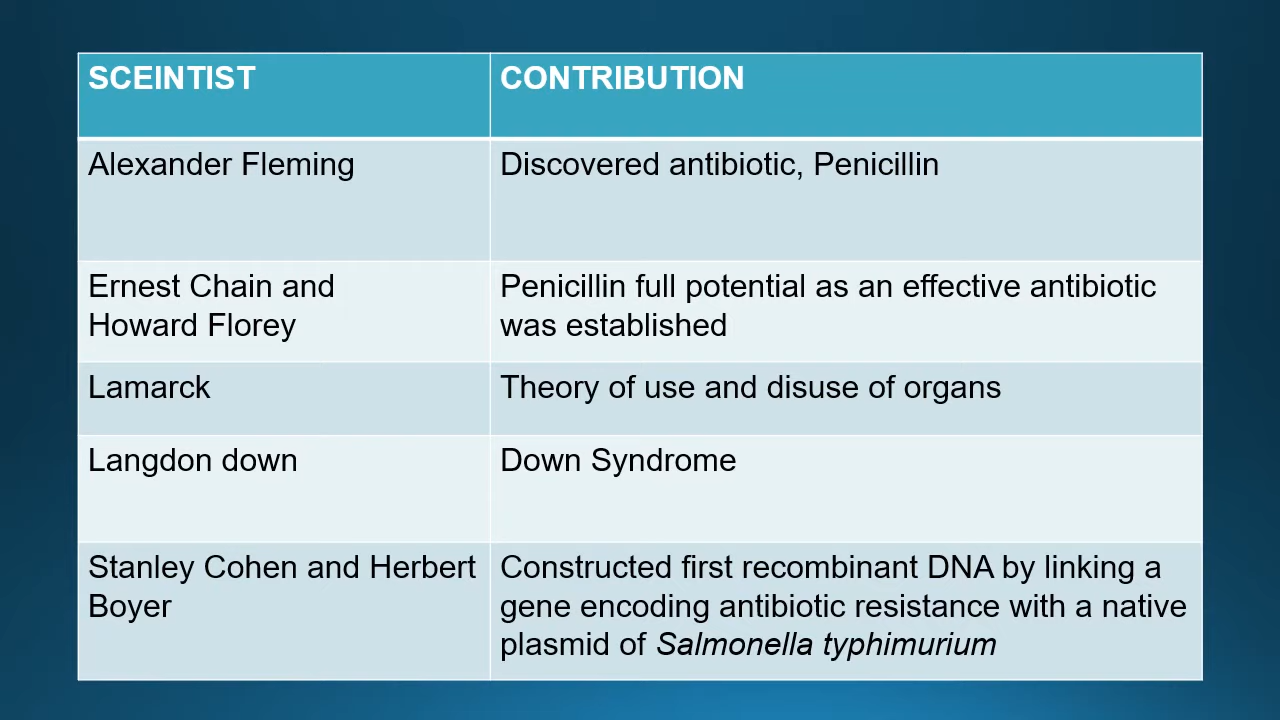 SCEINTIST
CONTRIBUTION
Alexander Fleming
Discovered antibiotic, Penicillin
Ernest Chain and
Howard Florey
Penicillin full potential as an effective antibiotic
was established
Lamarck
Theory of use and disuse of organs
Langdon down
Down Syndrome
Stanley Cohen and Herbert
Boyer
Constructed first recombinant DNA by linking a
gene encoding antibiotic resistance with a native
plasmid of Salmonella typhimurium